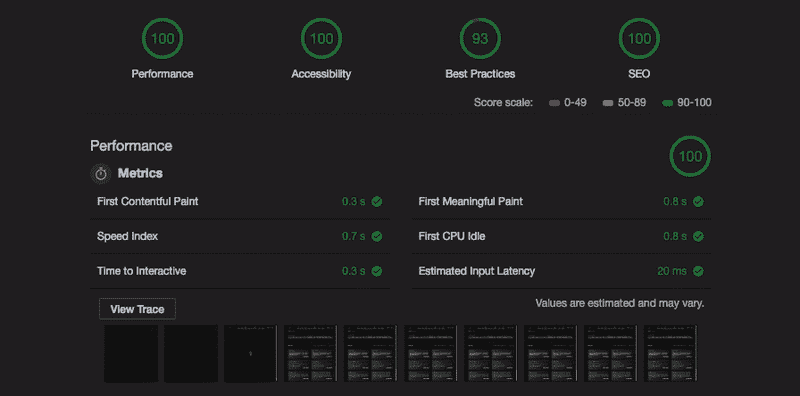 100 100 93 100
Performance Accessibility Best Practices SEO
Score scale: 0-49 50-89 90-100
Performance
100
Metrics
First Contentful Paint 0.3 s First Meaningful Paint 0.8 s
Speed Index 0.7 s First CPU Idle 0.8 s
Time to Interactive 0.3 s Estimated Input Latency 20 ms
View Trace Values are estimated and may vary.